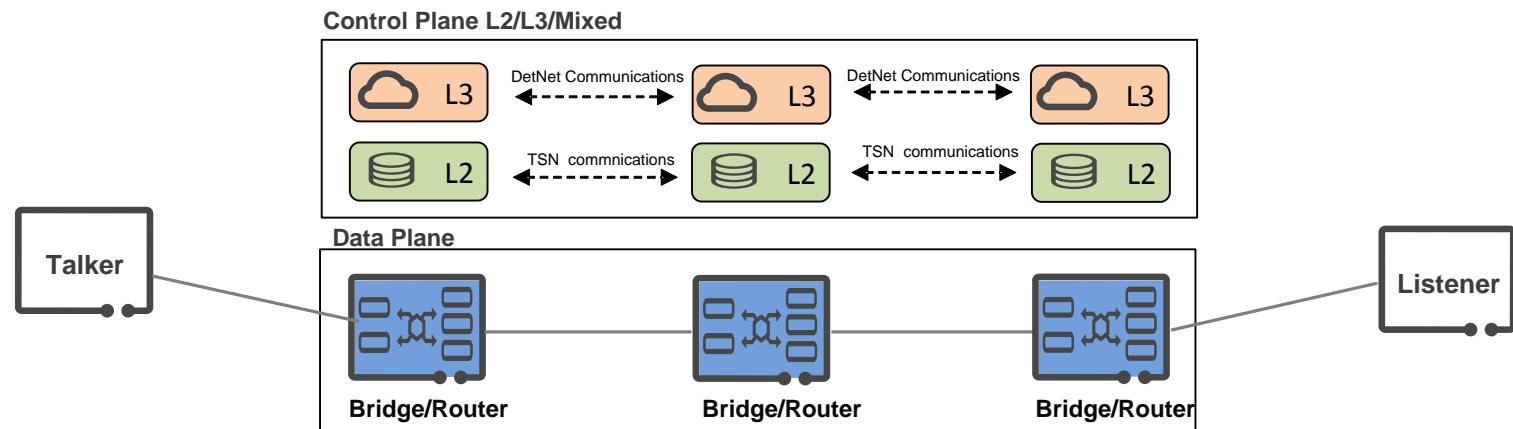 Control Plane L2/L3/Mixed
DetNet Communications
DetNet Communications
L3
L3
L3
TSN commnications
TSN communications
L2
L2
L2
Data Plane
Talker
Listener
Bridge/Router
Bridge/Router
Bridge/Router